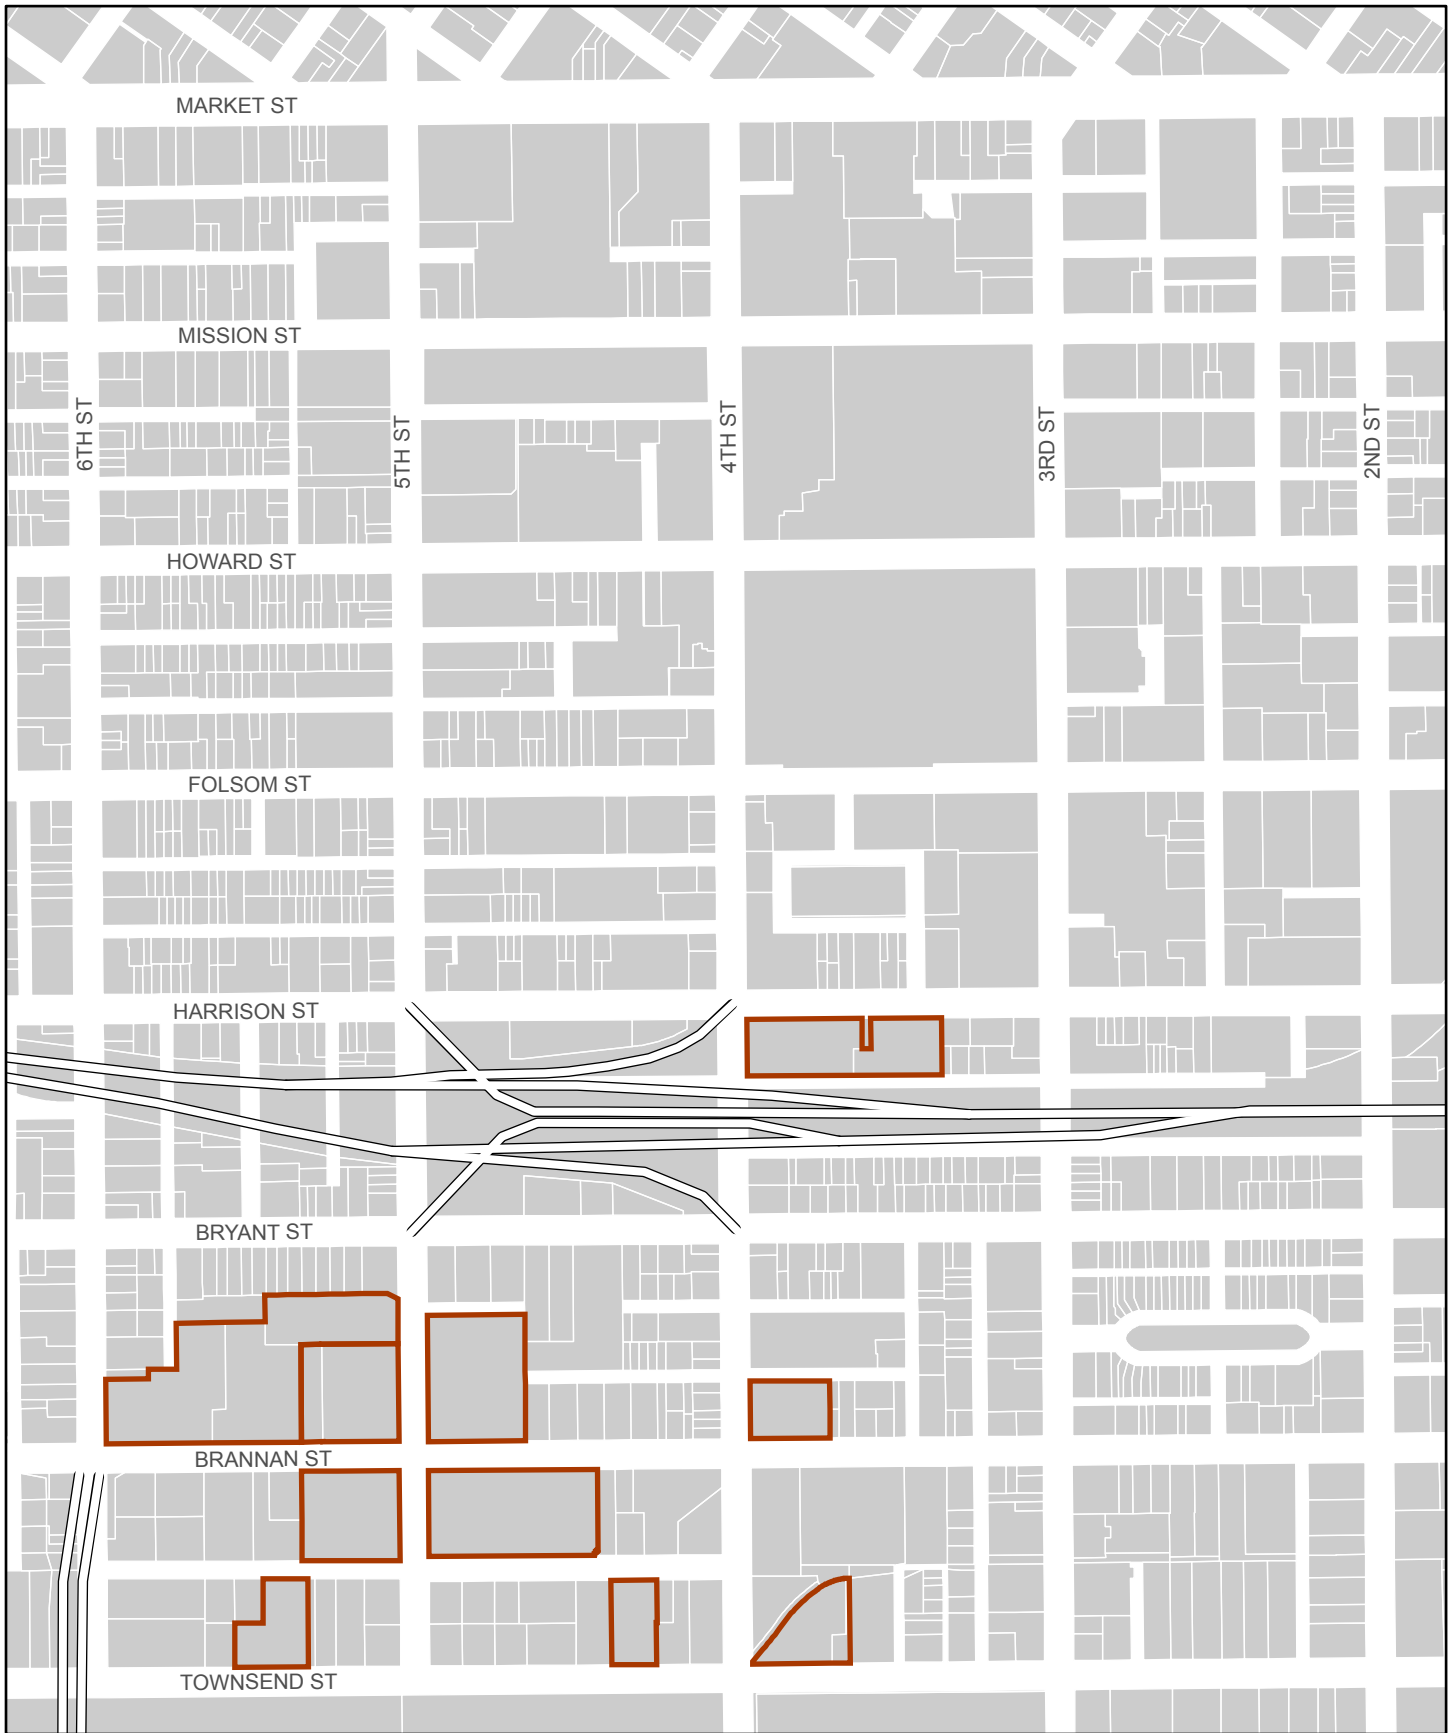 MARKET ST
MISSION ST
6TH ST
5TH ST
4TH ST
3RD ST
2ND ST
HOWARD ST
FOLSOM ST
HARRISON ST
BRYANT ST
BRANNAN ST
TOWNSEND ST